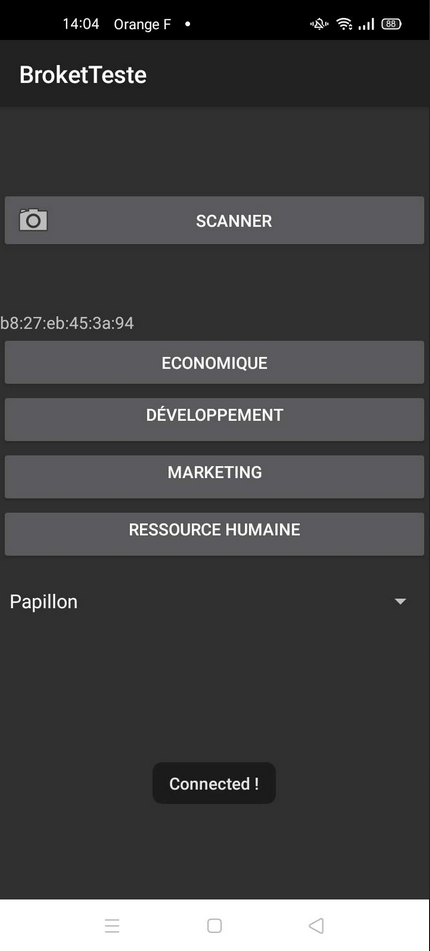 14:04 Orange F
88
BroketTeste
SCANNER
b8:27:eb:45:3a:94
ECONOMIQUE
DÉVELOPPEMENT
MARKETING
RESSOURCE HUMAINE
Papillon
Connected !